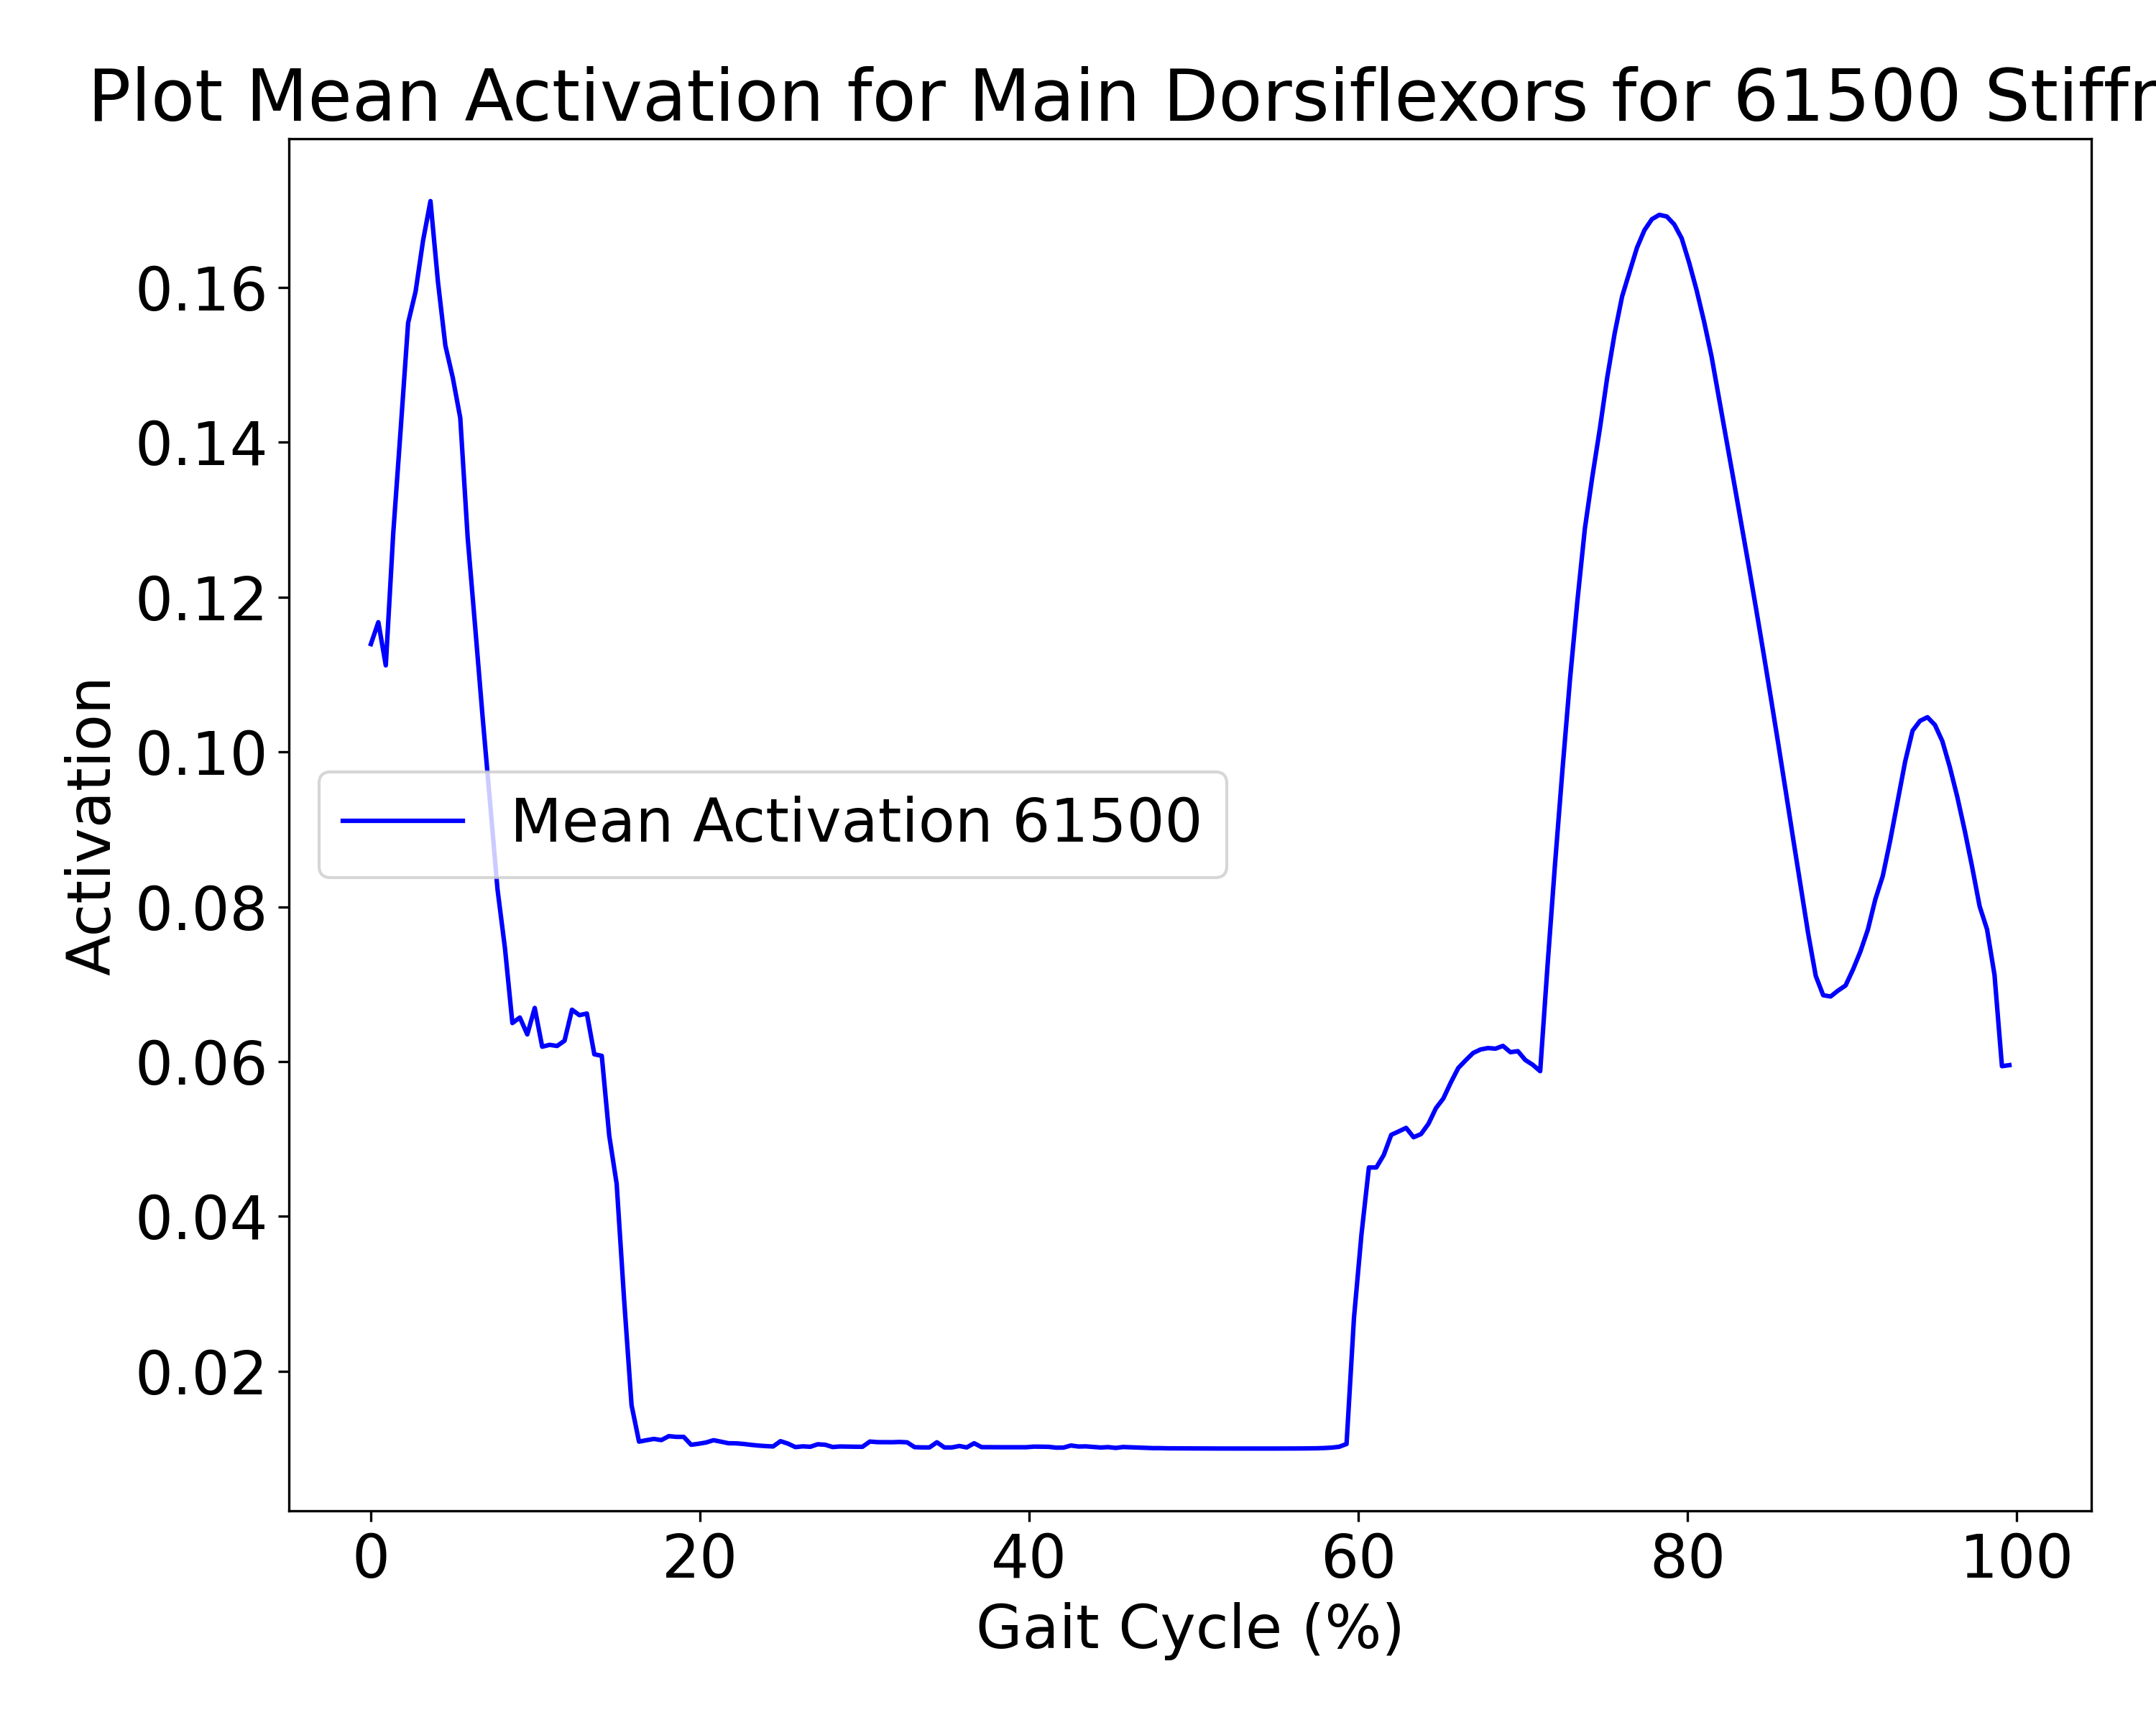 Plot Mean Activation for Main Dorsiflexors for 61500
Activation
0.16
0.14
0.12
0.10
0.08
0.06
0.04
0.02
Mean Activation 61500
0 20 40 60 80 100
Gait Cycle (%)